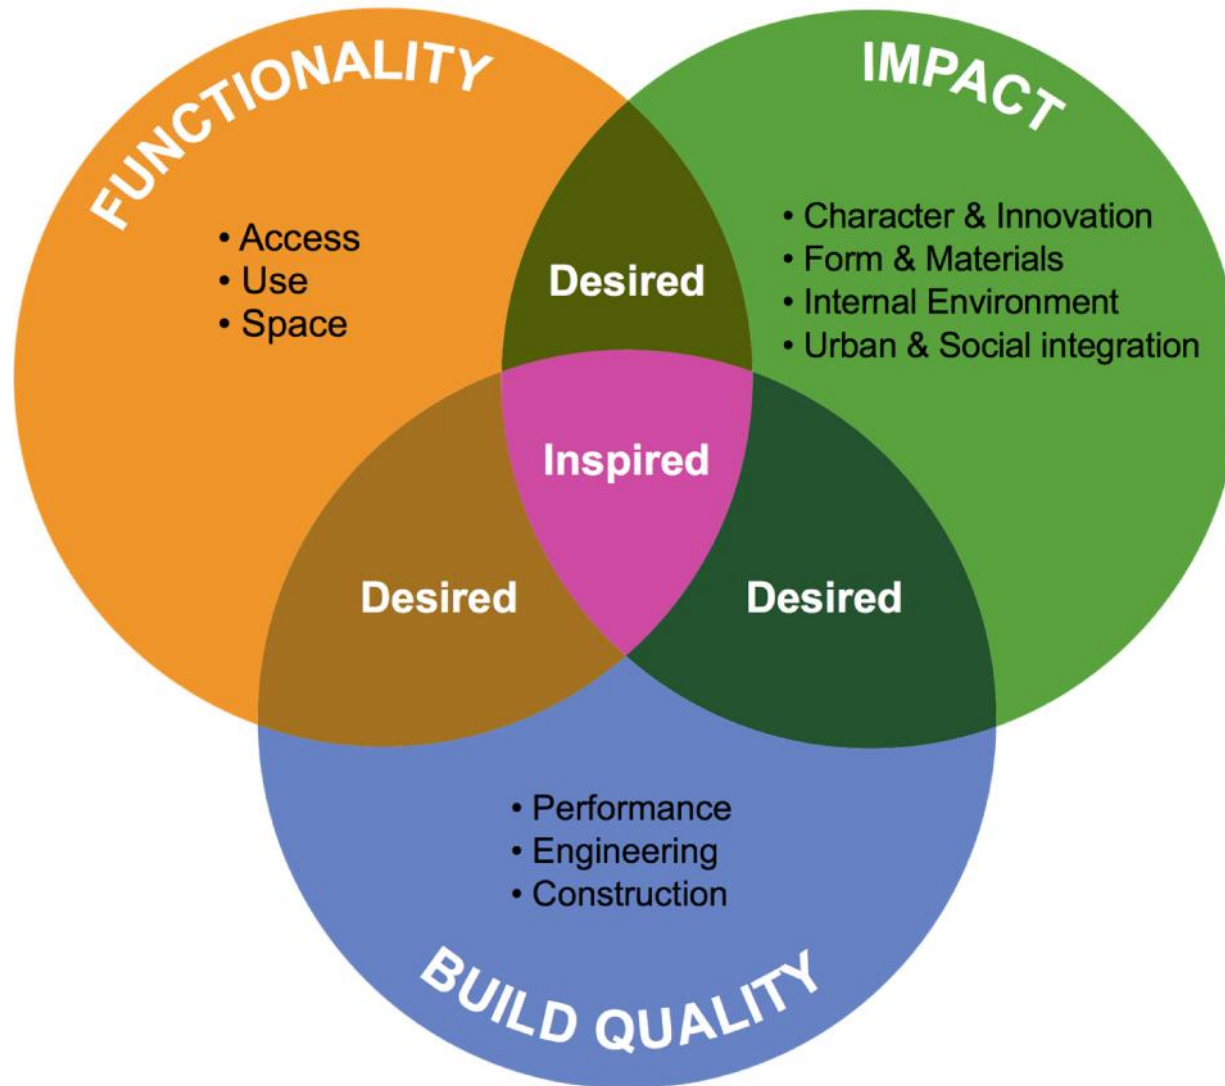 FUNCTIONALITY
• Access
• Use
• Space
IMPACT
• Character & Innovation
• Form & Materials
• Internal Environment
• Urban & Social integration
Desired
Inspired
Desired
Desired
• Performance
• Engineering
• Construction
BUILD QUALITY